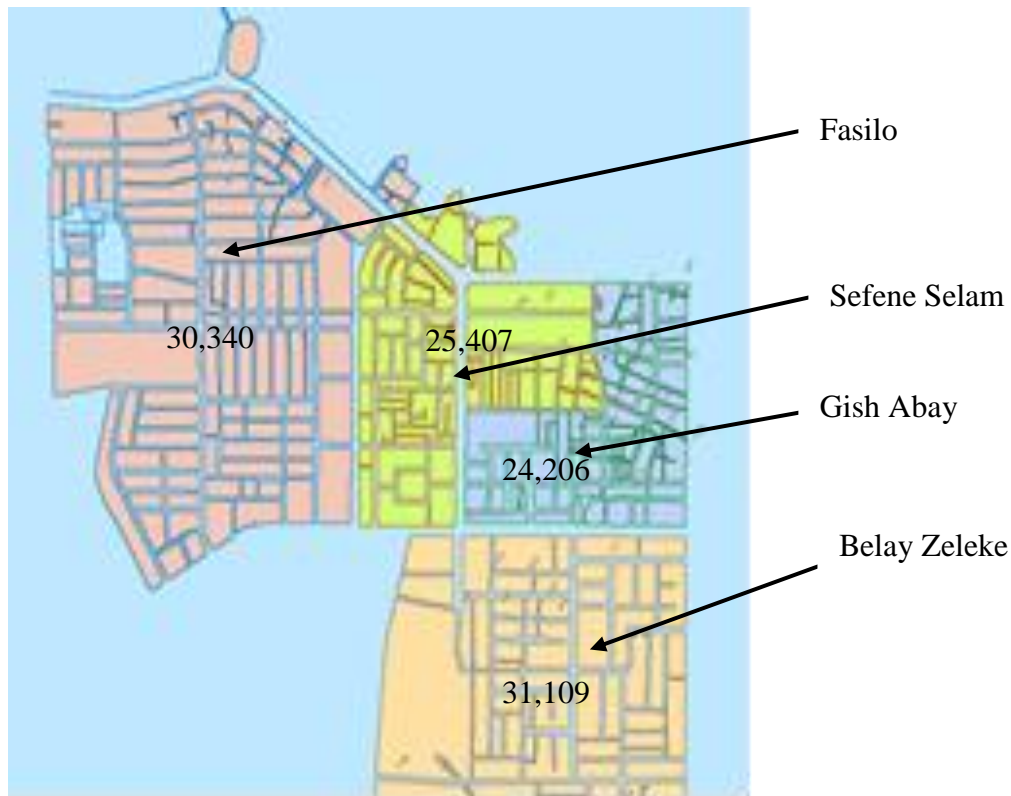 Fasilo
Sefene Selam
30,340
25,407
Gish Abay
24,206
Belay Zeleke
31,109